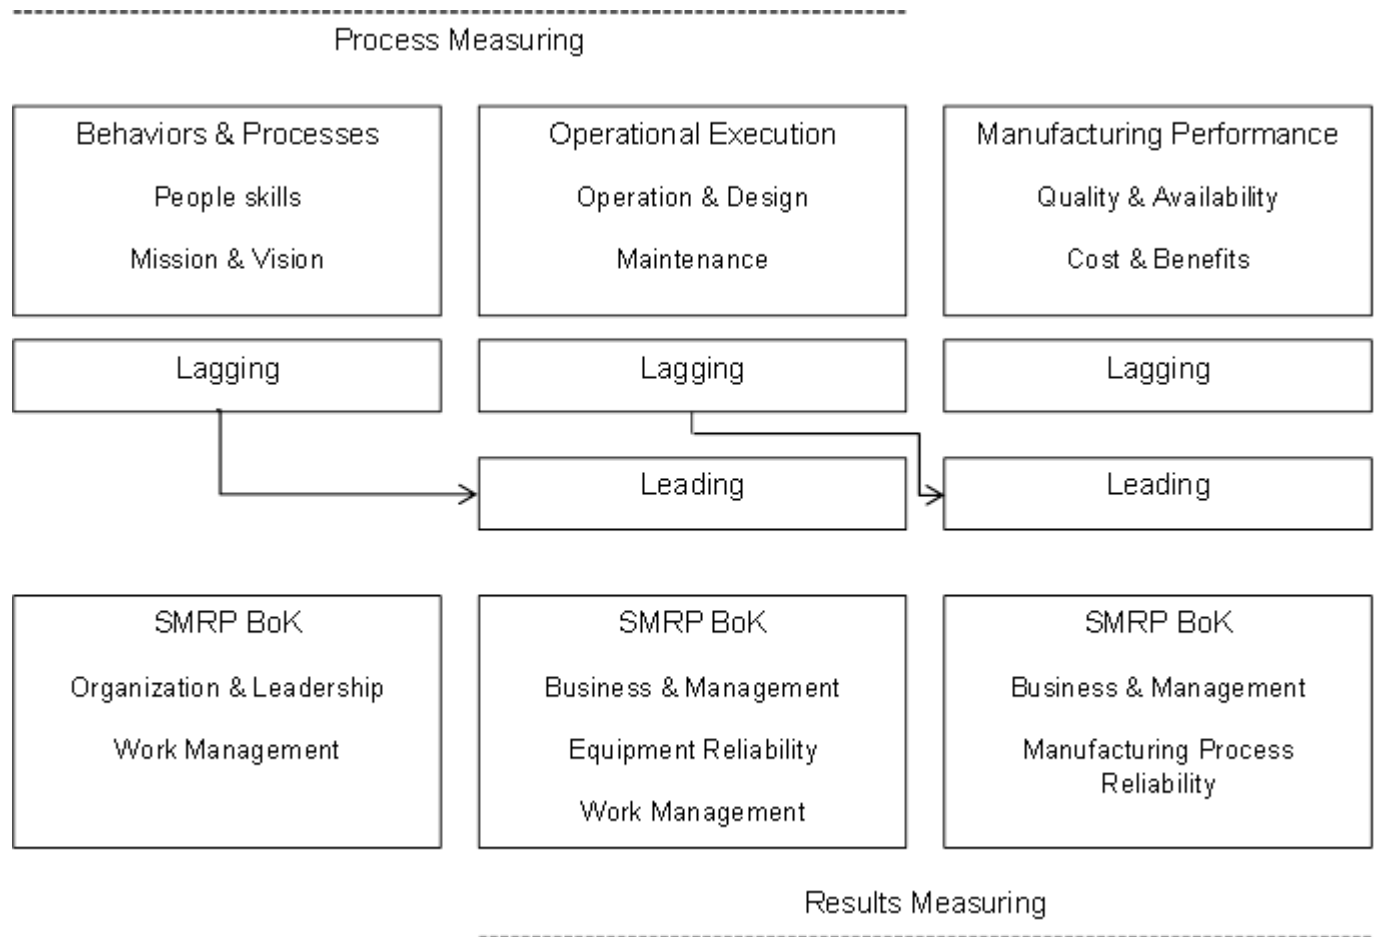 Process Measuring
Behaviors & Processes
People skills
Mission & Vision
Operational Execution
Operation & Design
Maintenance
Manufacturing Performance
Quality & Availability
Cost & Benefits
Lagging
Lagging
Lagging
Leading
Leading
SMRP BoK
Organization & Leadership
Work Management
SMRP BoK
Business & Management
Equipment Reliability
Work Management
SMRP BoK
Business & Management
Manufacturing Process
Reliability
Results Measuring